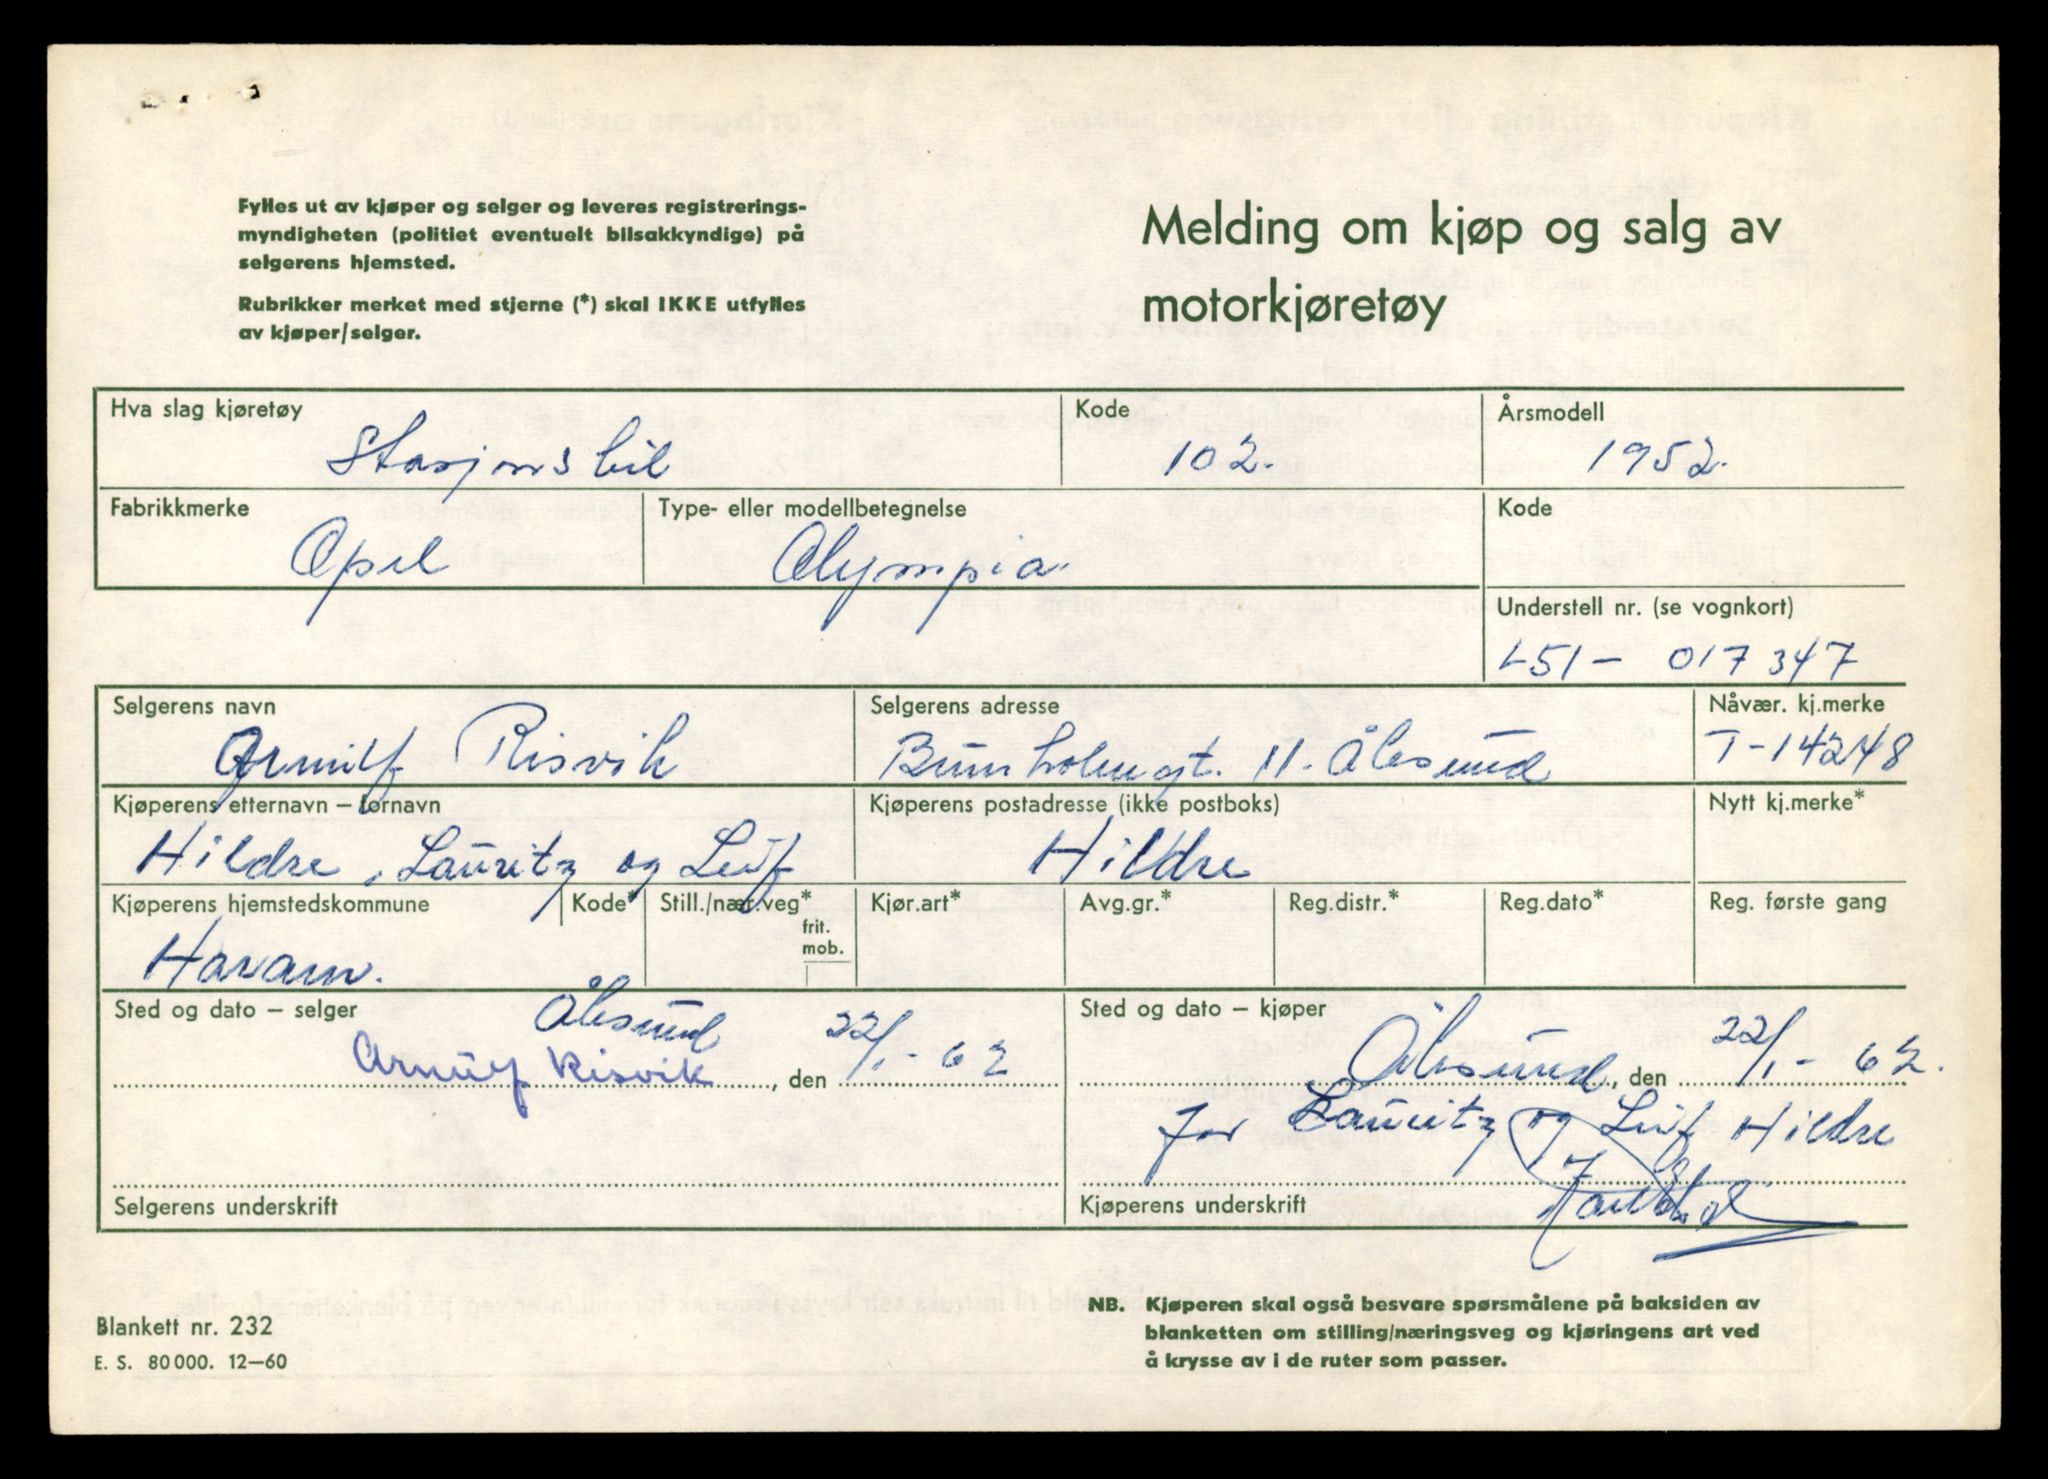 Fylles ut av kjøper og selger og leveres registrerings-
myndigheten (politiet eventuelt bilsakkyndige) på
selgerens hjemsted.
Rubrikker merket med stjerne (*) skal IKKE utfylles
av kjøper/selger.
Melding om kjøp og salg av
motorkjøretøy
Hva slag kjøretøy
Stasjonsbil
Kode
102.
Årsmodell
1952.
Fabrikkmerke
Opel
Type- eller modellbetegnelse
Olympia.
Kode
Understell nr. (se vognkort)
L51- 017347
Selgerens navn
Arnulf Risvik
Selgerens adresse
11. Ålesund
Nåvær. kj.merke
T-14248
Kjøperens etternavn – fornavn
Hildre, Lauritz og Leif
Kjøperens postadresse (ikke postboks)
Hildre
Nytt kj.merke*
Kjøperens hjemstedskommune
Haram.
Kode*
Still./nær.veg*
frit.
mob.
Kjør.art*
Avg.gr.*
Reg.distr.*
Reg.dato*
Reg. første gang
Sted og dato – selger
Ålesund, den 22/1-62
Arnulf Risvik
Selgerens underskrift
Sted og dato – kjøper
Ålesund, den 22/1-62.
for Lauritz og Leif Hildre
Kjøperens underskrift
Blankett nr. 232
E. S. 80 000. 12–60
NB. Kjøperen skal også besvare spørsmålene på baksiden av
blanketten om stilling/næringsveg og kjøringens art ved
å krysse av i de ruter som passer.